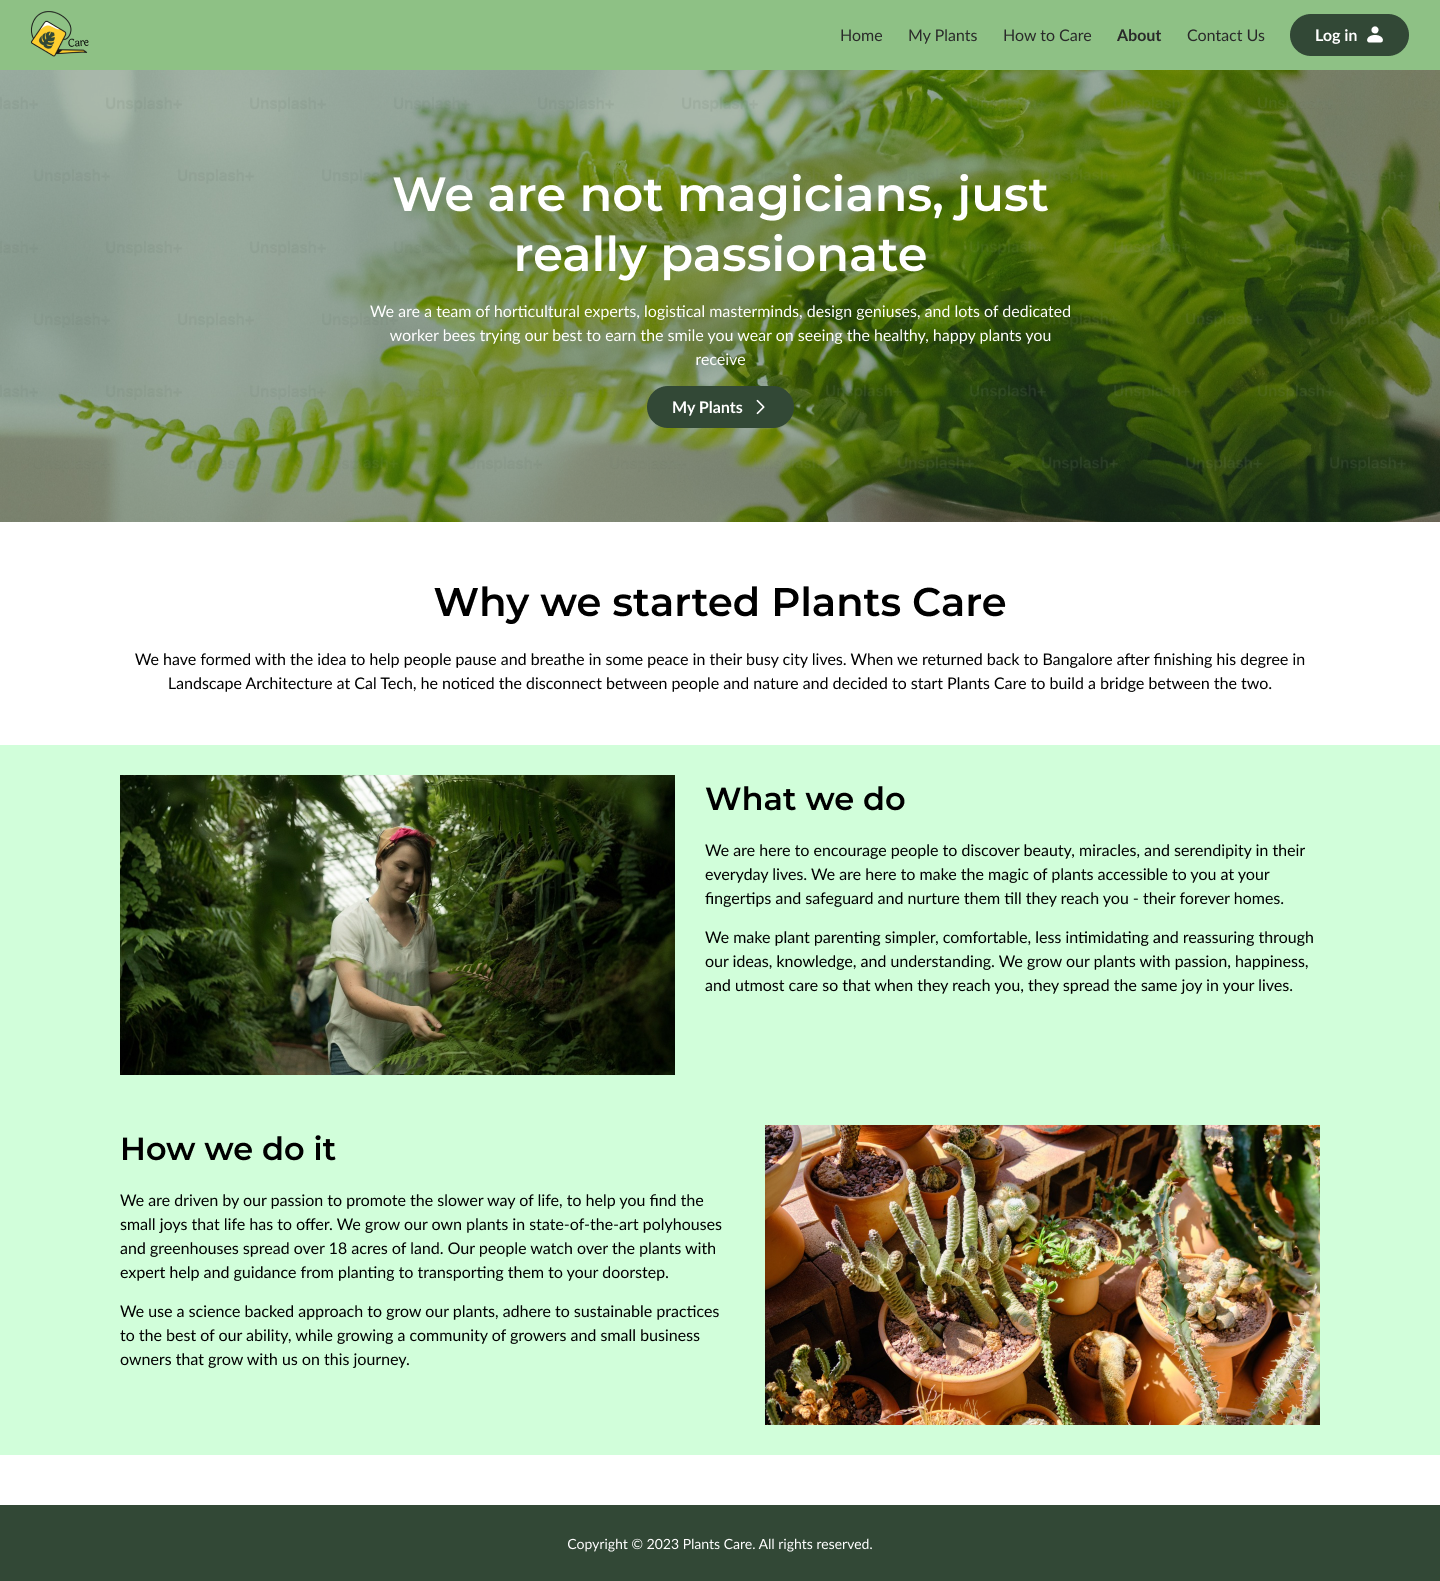 Care
Home
My Plants
How to Care
About
Contact Us
Log in
We are not magicians, just
really passionate
We are a team of horticultural experts, logistical masterminds, design geniuses, and lots of dedicated
worker bees trying our best to earn the smile you wear on seeing the healthy, happy plants you
receive
My Plants
Why we started Plants Care
We have formed with the idea to help people pause and breathe in some peace in their busy city lives. When we returned back to Bangalore after finishing his degree in
Landscape Architecture at Cal Tech, he noticed the disconnect between people and nature and decided to start Plants Care to build a bridge between the two.
What we do
We are here to encourage people to discover beauty, miracles, and serendipity in their
everyday lives. We are here to make the magic of plants accessible to you at your
fingertips and safeguard and nurture them till they reach you - their forever homes.
We make plant parenting simpler, comfortable, less intimidating and reassuring through
our ideas, knowledge, and understanding. We grow our plants with passion, happiness,
and utmost care so that when they reach you, they spread the same joy in your lives.
How we do it
We are driven by our passion to promote the slower way of life, to help you find the
small joys that life has to offer. We grow our own plants in state-of-the-art polyhouses
and greenhouses spread over 18 acres of land. Our people watch over the plants with
expert help and guidance from planting to transporting them to your doorstep.
We use a science backed approach to grow our plants, adhere to sustainable practices
to the best of our ability, while growing a community of growers and small business
owners that grow with us on this journey.
Copyright © 2023 Plants Care. All rights reserved.